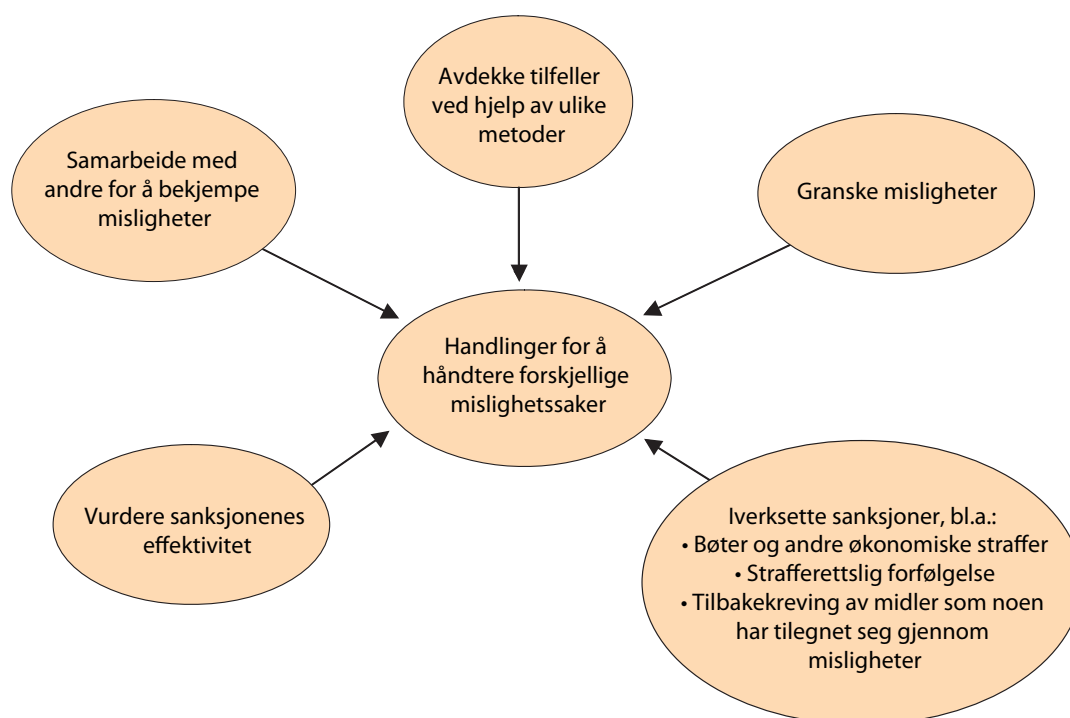 Avdekke tilfeller
ved hjelp av ulike
metoder
Samarbeide med
andre for å bekjempe
misligheter
Granske misligheter
Handlinger for å
håndtere forskjellige
mislighetssaker
Vurdere sanksjonenes
effektivitet
Iverksette sanksjoner, bl.a.:
• Bøter og andre økonomiske straffer
• Strafferettslig forfølgelse
• Tilbakekreving av midler som noen
har tilegnet seg gjennom
misligheter